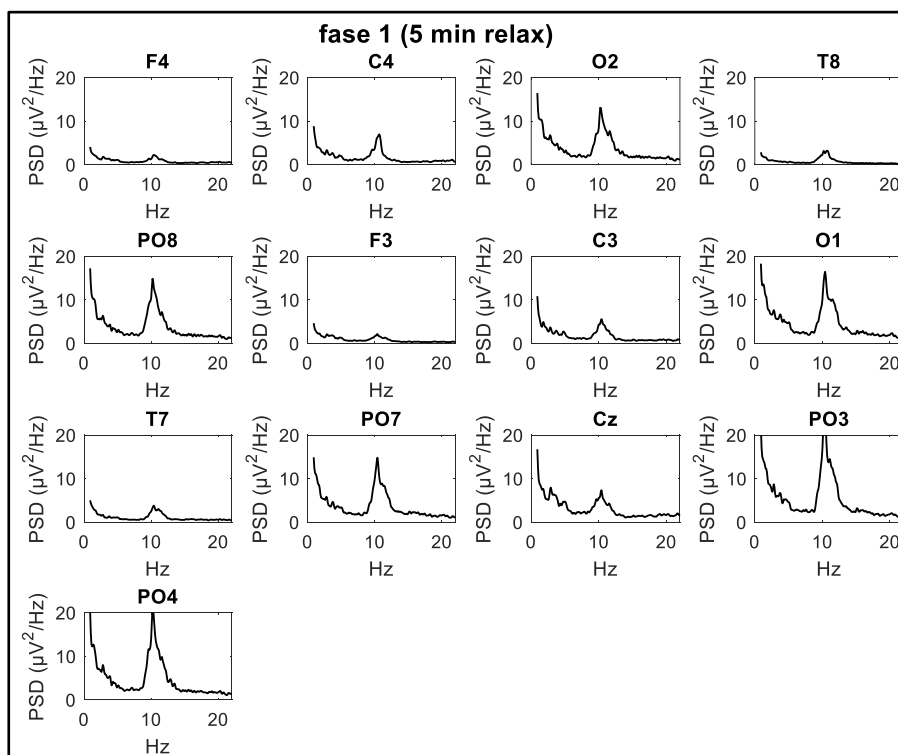 fase 1 (5 min relax)
F4 C4 O2 T8
PSD (µV²/Hz) 20 10 0 PSD (µV²/Hz) 20 10 0 PSD (µV²/Hz) 20 10 0 PSD (µV²/Hz) 20 10 0
0 10 20 0 10 20 0 10 20 0 10 20
Hz Hz Hz Hz
PO8 F3 C3 O1
PSD (µV²/Hz) 20 10 0 PSD (µV²/Hz) 20 10 0 PSD (µV²/Hz) 20 10 0 PSD (µV²/Hz) 20 10 0
0 10 20 0 10 20 0 10 20 0 10 20
Hz Hz Hz Hz
T7 PO7 Cz PO3
PSD (µV²/Hz) 20 10 0 PSD (µV²/Hz) 20 10 0 PSD (µV²/Hz) 20 10 0 PSD (µV²/Hz) 20 10 0
0 10 20 0 10 20 0 10 20 0 10 20
Hz Hz Hz Hz
PO4
PSD (µV²/Hz) 20 10 0
0 10 20
Hz